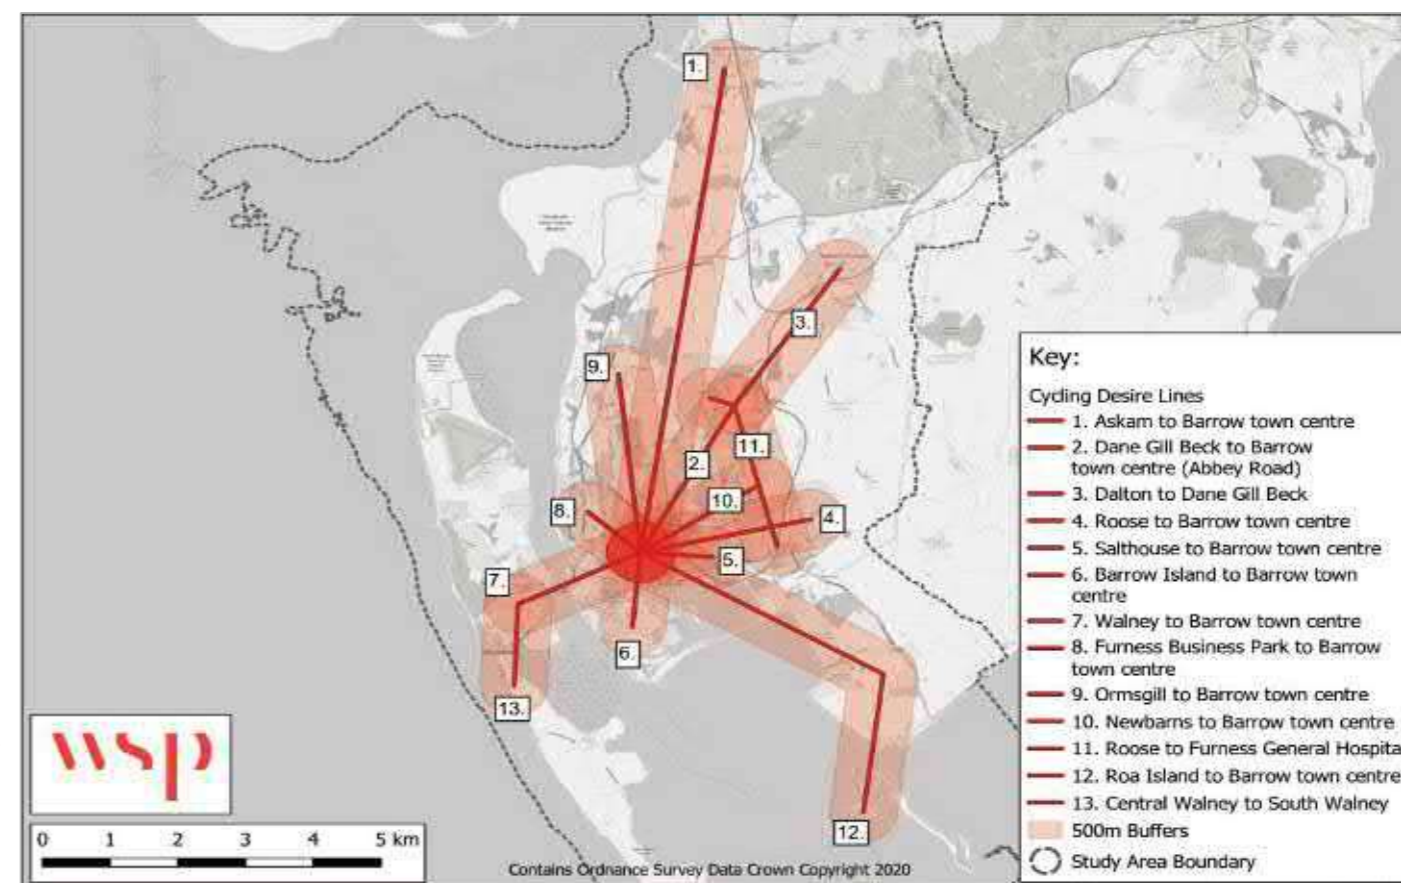 1.
3.
9.
11.
2.
10.
8.
4.
5.
7.
6.
13.
12.
Key:
Cycling Desire Lines
1. Askam to Barrow town centre
2. Dane Gill Beck to Barrow
town centre (Abbey Road)
3. Dalton to Dane Gill Beck
4. Roose to Barrow town centre
5. Salthouse to Barrow town centre
6. Barrow Island to Barrow town
centre
7. Walney to Barrow town centre
8. Furness Business Park to Barrow
town centre
9. Ormsgill to Barrow town centre
10. Newbarns to Barrow town centre
11. Roose to Furness General Hospita
12. Roa Island to Barrow town centre
13. Central Walney to South Walney
500m Buffers
Study Area Boundary
wsp
0 1 2 3 4 5 km
Contains Ordnance Survey Data Crown Copyright 2020